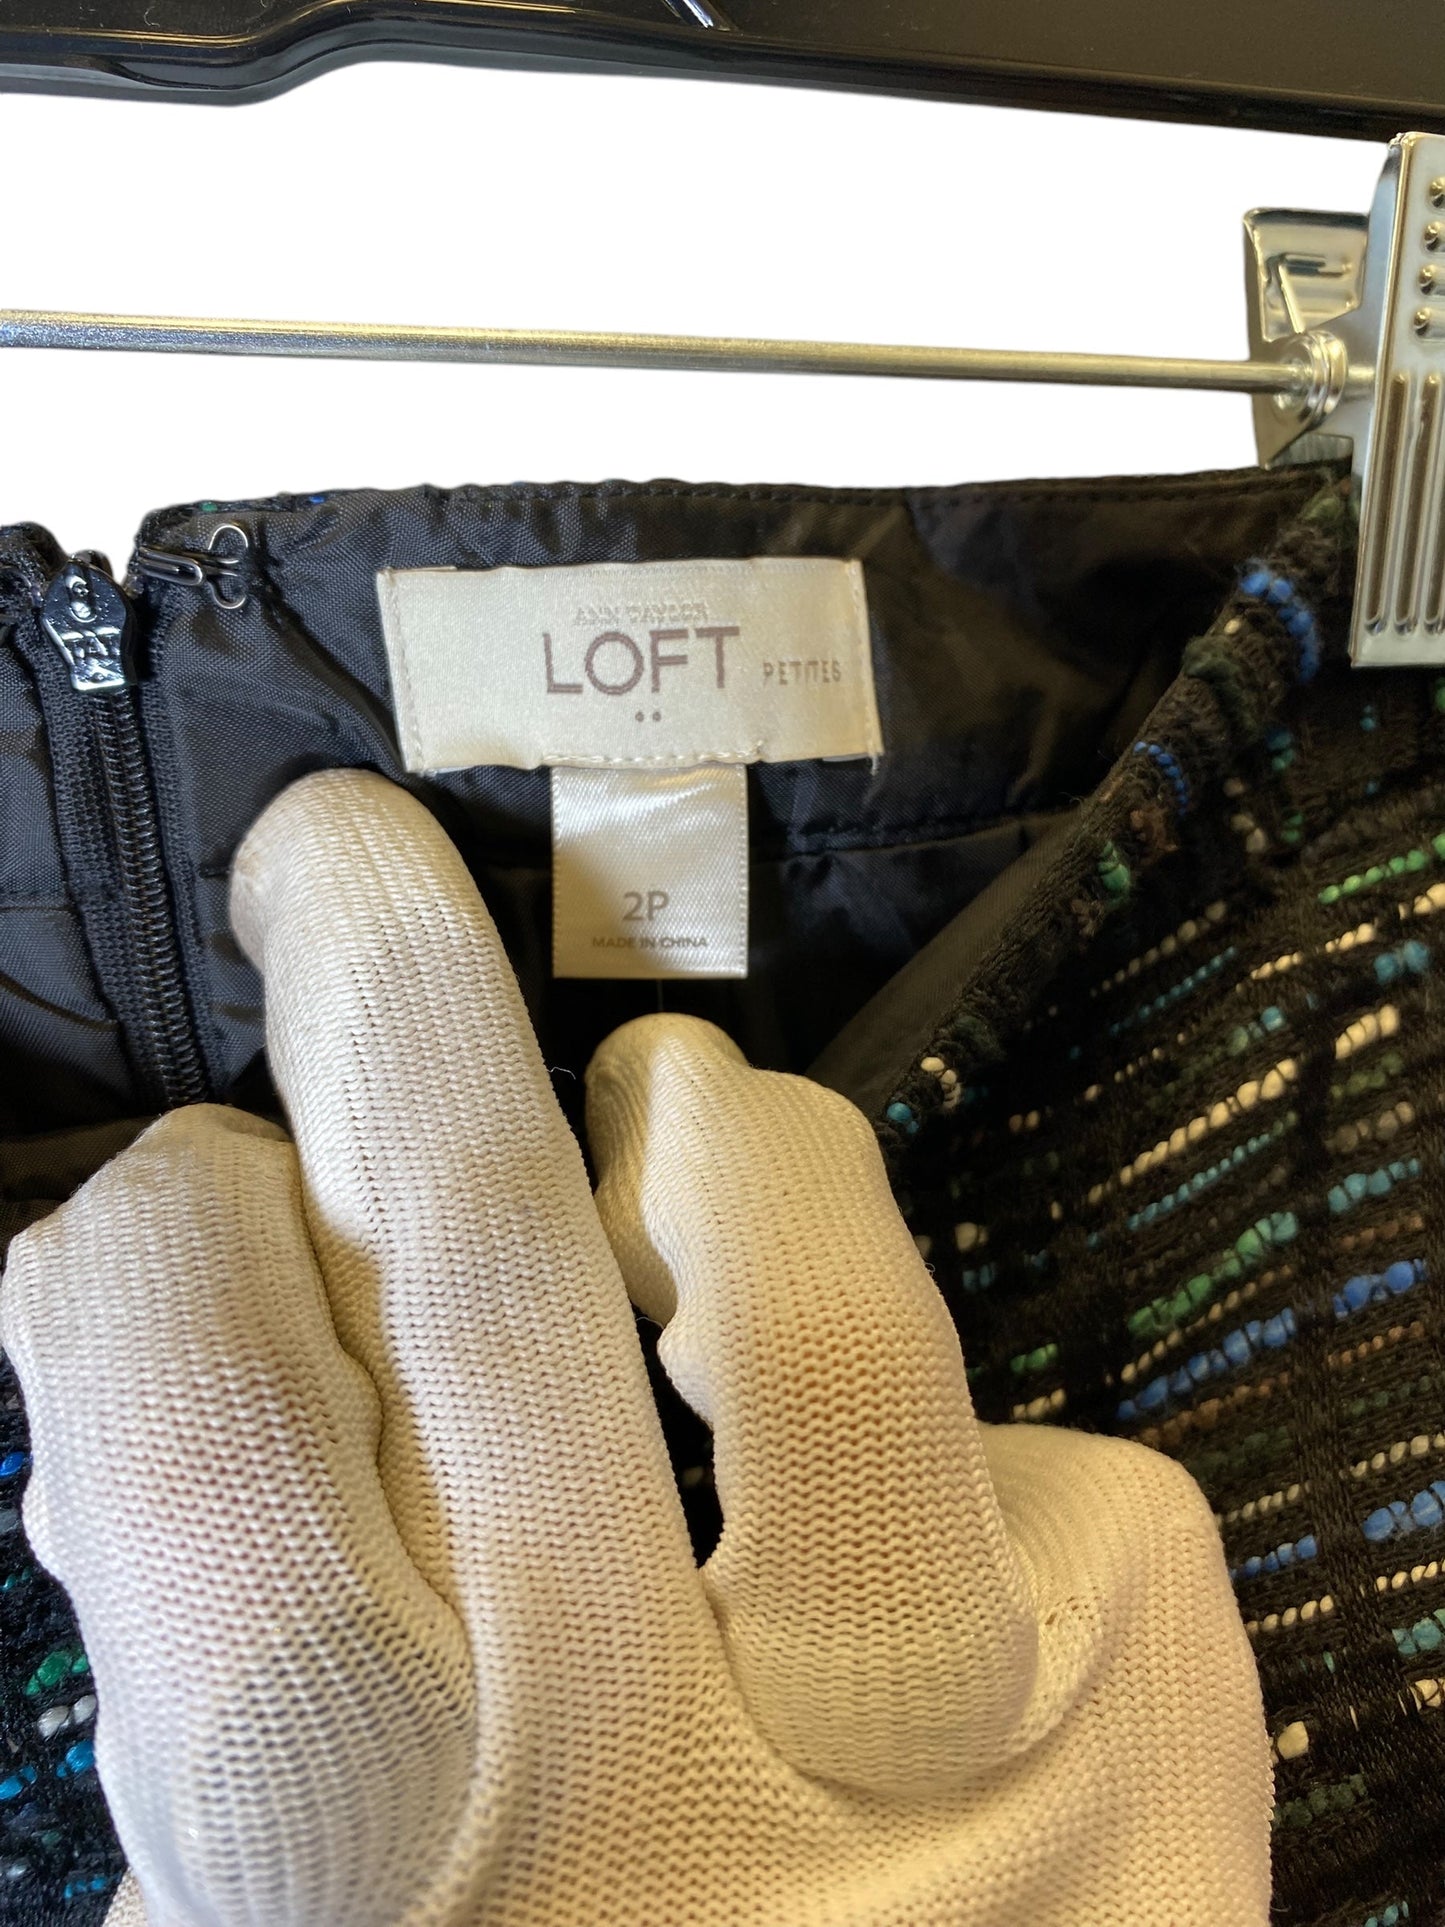 ANN TAYLOR
LOFT PETITES
2P
MADE IN CHINA